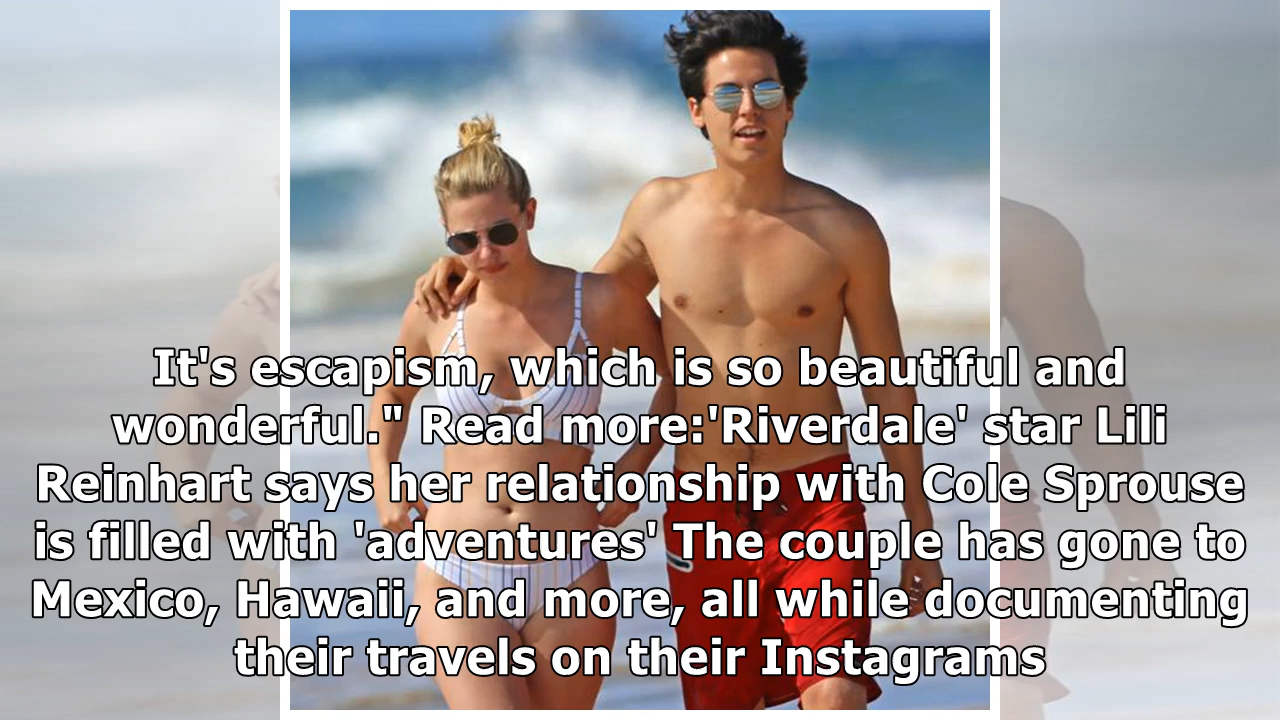 It's escapism, which is so beautiful and
wonderful." Read more:'Riverdale' star Lili
Reinhart says her relationship with Cole Sprouse
is filled with 'adventures' The couple has gone to
Mexico, Hawaii, and more, all while documenting
their travels on their Instagrams